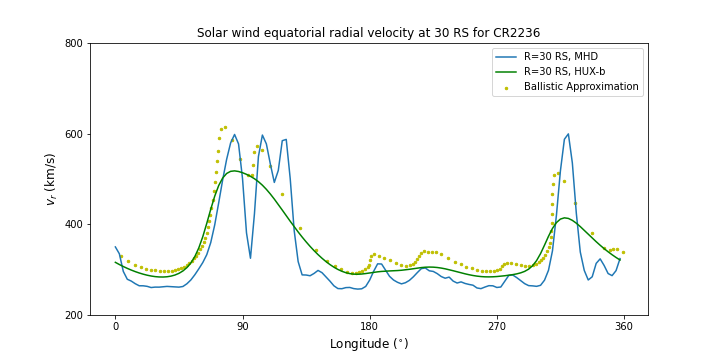 Solar wind equatorial radial velocity at 30 RS for CR2236
R=30 RS, MHD
R=30 RS, HUX-b
Ballistic Approximation
800
600
400
200
v_r (km/s)
0 90 180 270 360
Longitude (°)